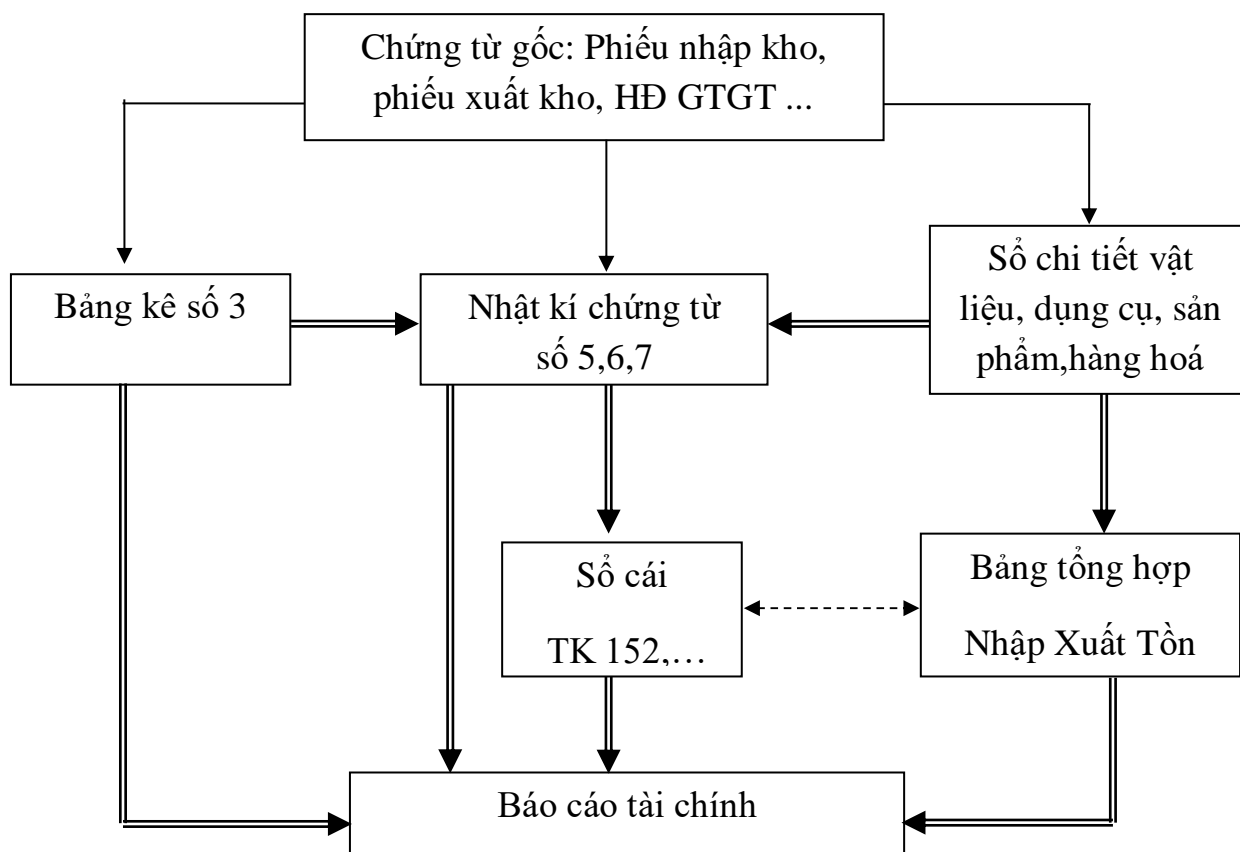 Chứng từ gốc: Phiếu nhập kho,
phiếu xuất kho, HĐ GTGT ...
Bảng kê số 3
Nhật kí chứng từ
số 5,6,7
Sổ chi tiết vật
liệu, dụng cụ, sản
phẩm,hàng hoá
Sổ cái
TK 152,…
Bảng tổng hợp
Nhập Xuất Tồn
Báo cáo tài chính